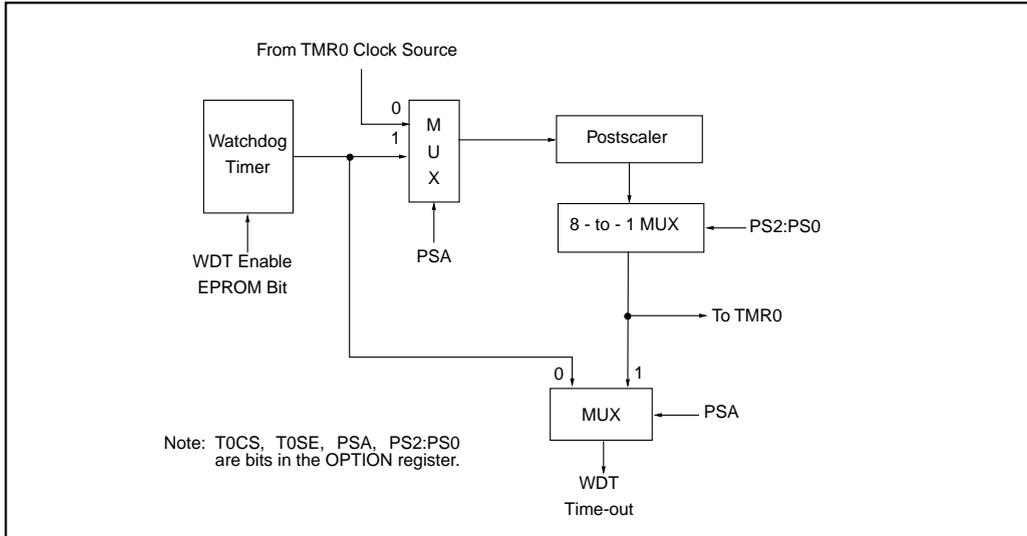 From TMR0 Clock Source
0
1
M
U
X
Watchdog
Timer
Postscaler
8 - to - 1 MUX
PS2:PS0
PSA
WDT Enable
EPROM Bit
To TMR0
0
1
MUX
PSA
Note: T0CS, T0SE, PSA, PS2:PS0
are bits in the OPTION register.
WDT
Time-out